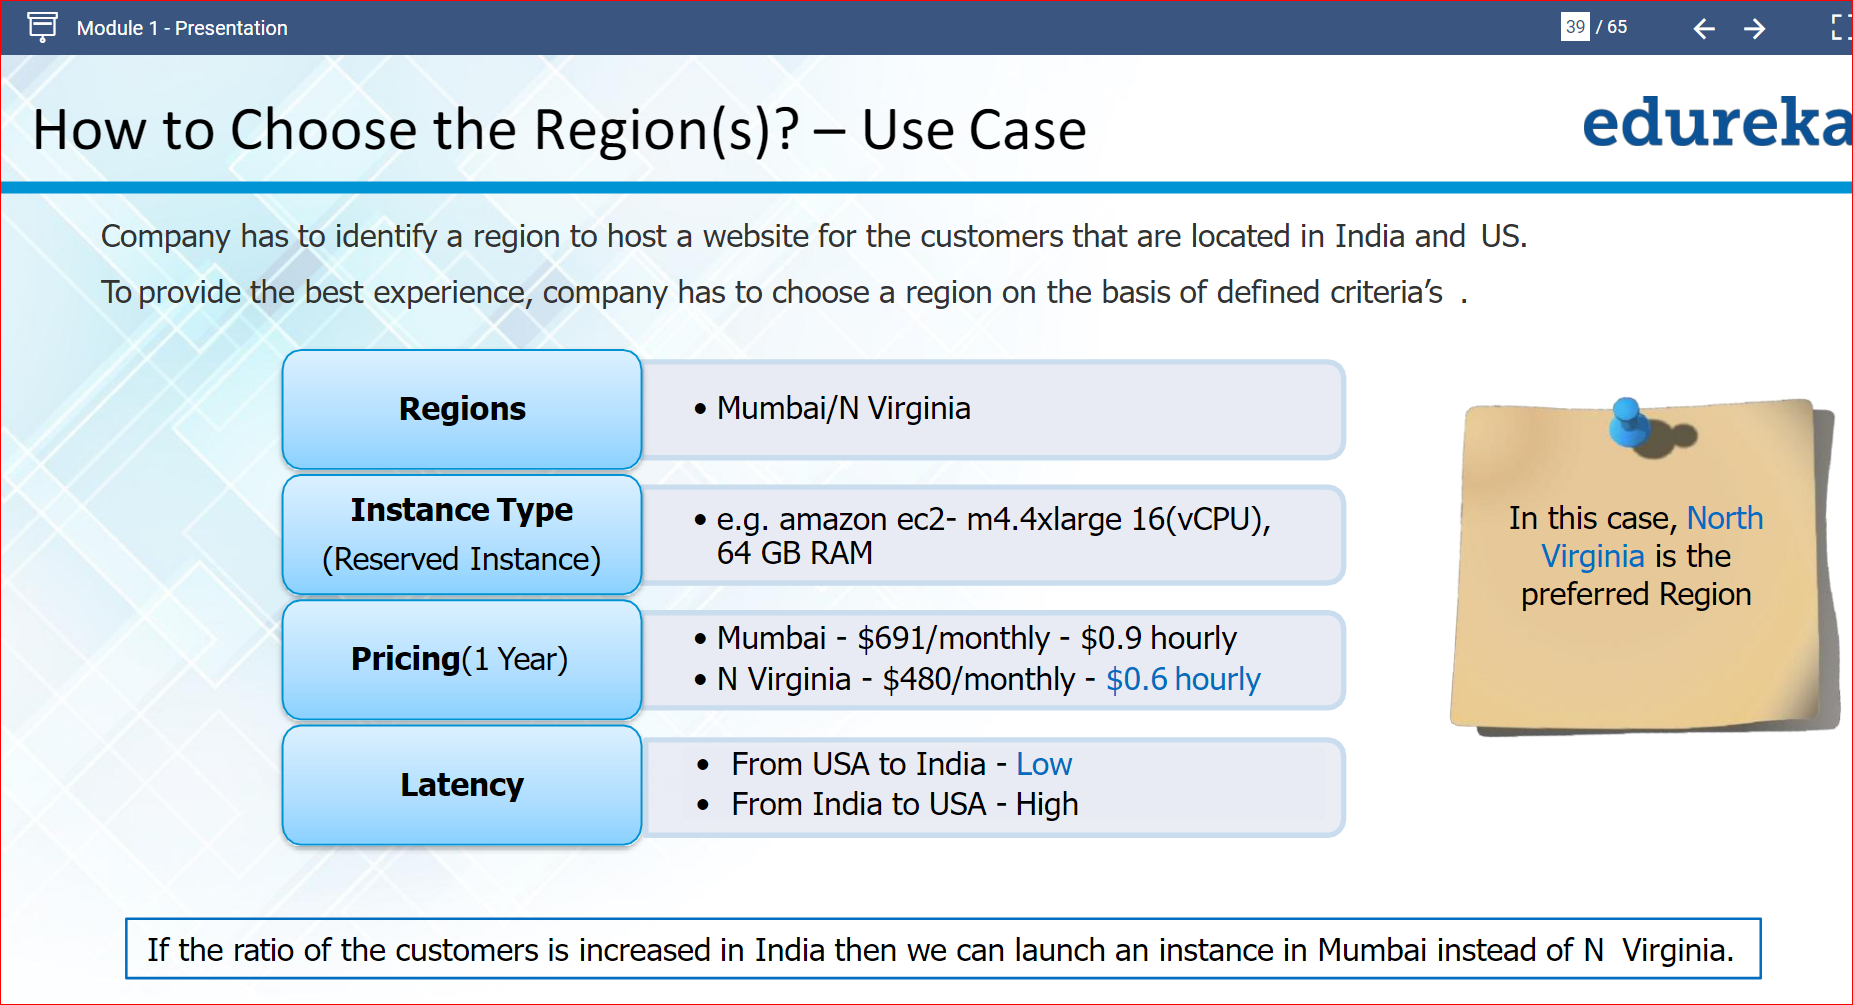 Module 1 - Presentation
39 / 65
How to Choose the Region(s)? – Use Case
edureka
Company has to identify a region to host a website for the customers that are located in India and US.
To provide the best experience, company has to choose a region on the basis of defined criteria’s .
Regions
• Mumbai/N Virginia
Instance Type
(Reserved Instance)
• e.g. amazon ec2- m4.4xlarge 16(vCPU),
64 GB RAM
Pricing(1 Year)
• Mumbai - $691/monthly - $0.9 hourly
• N Virginia - $480/monthly - $0.6 hourly
Latency
• From USA to India - Low
• From India to USA - High
In this case, North
Virginia is the
preferred Region
If the ratio of the customers is increased in India then we can launch an instance in Mumbai instead of N Virginia.